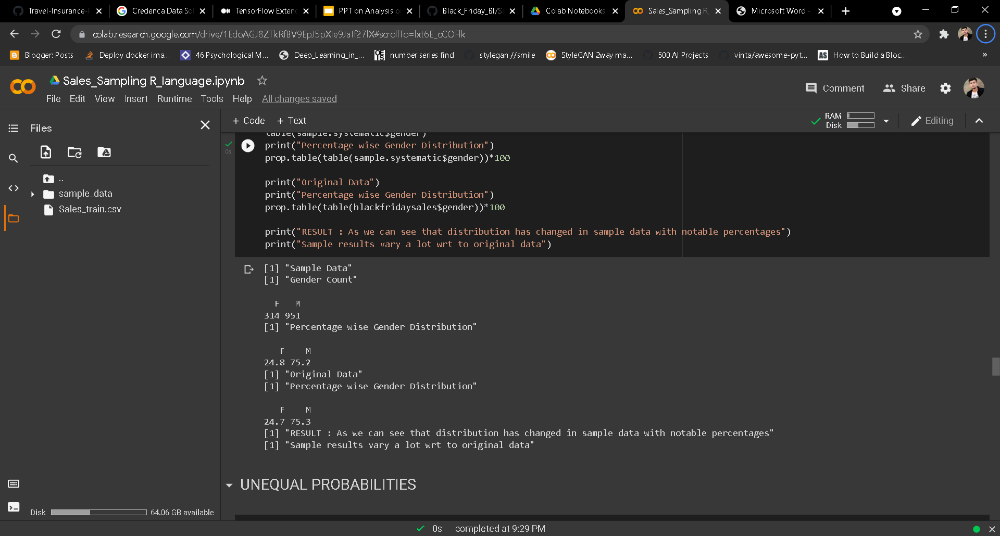 Travel-Insurance-P
Credenca Data Sol
TensorFlow Extend
PPT on Analysis o
Black_Friday_BI/Sa
Colab Notebooks
Sales_Sampling R_
Microsoft Word -
colab.research.google.com/drive/1EdoAGJ8ZTkRfBV9EpJ5pXIe9JaIf27lX#scrollTo=Ixt6E_cCOFlk
Blogger: Posts
Deploy docker ima...
46 Psychological M...
Deep_Learning_in_...
number series find
stylegan //smile
StyleGAN 2way ma...
500 AI Projects
vinta/awesome-pyt...
AS
How to Build a Bloc...
»
Sales_Sampling R_language.ipynb
Comment
Share
File Edit View Insert Runtime Tools Help All changes saved
Files
+ Code + Text
RAM
Disk
Editing
..
sample_data
Sales_train.csv
0s
table(sample.systematic$gender)
print("Percentage wise Gender Distribution")
prop.table(table(sample.systematic$gender))*100
print("Original Data")
print("Percentage wise Gender Distribution")
prop.table(table(blackfridaysales$gender))*100
print("RESULT : As we can see that distribution has changed in sample data with notable percentages")
print("Sample results vary a lot wrt to original data")
[1] "Sample Data"
[1] "Gender Count"
F M
314 951
[1] "Percentage wise Gender Distribution"
F M
24.8 75.2
[1] "Original Data"
[1] "Percentage wise Gender Distribution"
F M
24.7 75.3
[1] "RESULT : As we can see that distribution has changed in sample data with notable percentages"
[1] "Sample results vary a lot wrt to original data"
UNEQUAL PROBABILITIES
Disk 64.06 GB available
0s completed at 9:29 PM